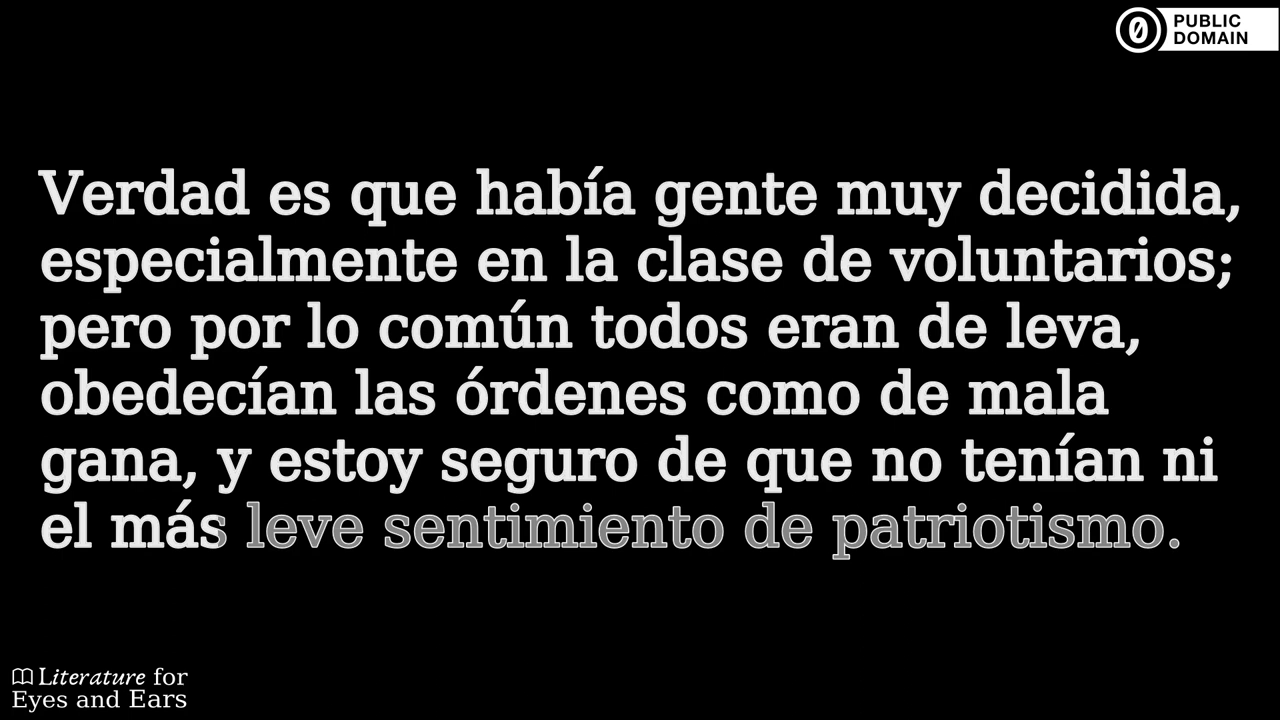 PUBLIC
DOMAIN
Verdad es que había gente muy decidida,
especialmente en la clase de voluntarios;
pero por lo común todos eran de leva,
obedecían las órdenes como de mala
gana, y estoy seguro de que no tenían ni
el más leve sentimiento de patriotismo.
Literature for
Eyes and Ears